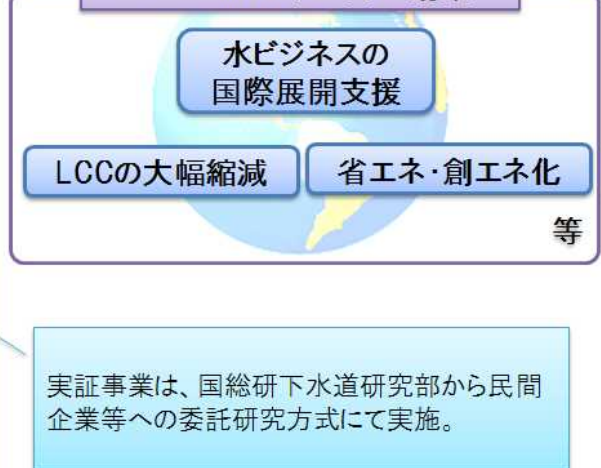 水ビジネスの
国際展開支援
LCCの大幅縮減
省エネ・創エネ化
等
実証事業は、国総研下水道研究部から民間
企業等への委託研究方式にて実施。